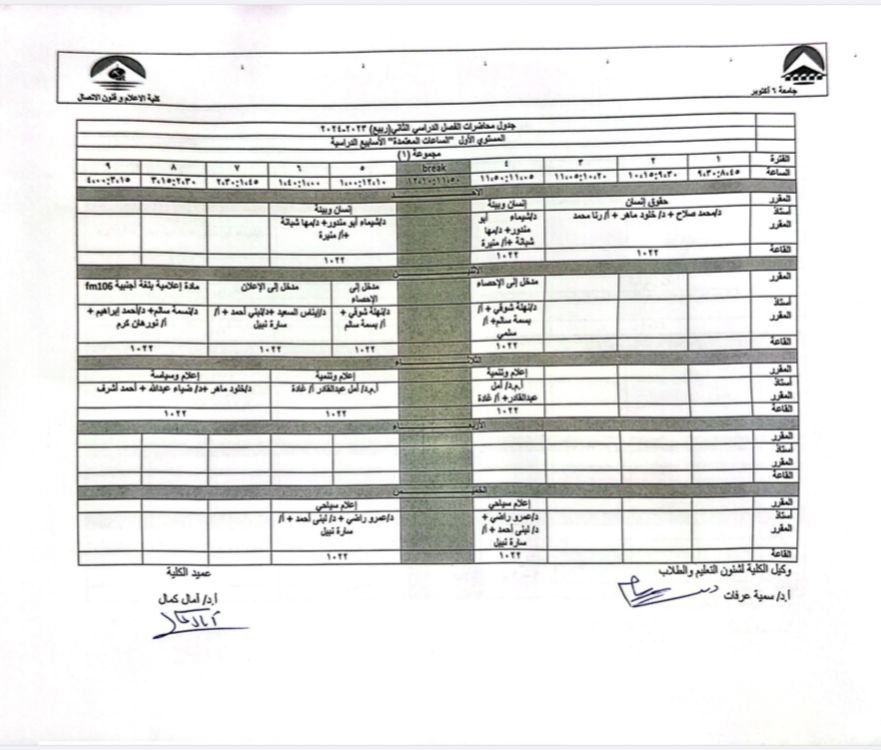 كلية الاعلام و فنون الاتصال
جامعة ٦ أكتوبر
جدول محاضرات الفصل الدراسي الثاني(ربيع) ٢٠٢٣-٢٠٢٤
المستوي الأول "الساعات المعتمدة" الأسابيع الدراسية
مجموعة (١)
الفترة ١ ٢ ٣ ٤ break ٥ ٦ ٧ ٨ ٩
الساعة ٩:٣٠:٨:٤٥ ١٠:١٥:٩:٣٠ ١١:٠٠:١٠:٢٠ ١١:٥٠:١١:٠٥ ١٢:١٠:١١:٥٠ ١:٠٠:١٢:١٠ ١:٤٠:١:٠٠ ٢:٣٠:١:٤٥ ٣:١٥:٢:٣٠ ٤:٠٠:٣:١٥
الأحد
المقرر حقوق إنسان إنسان وبيئة إنسان وبيئة
أستاذ المقرر د/محمد صلاح + د/ خلود ماهر + أ/ رنا محمد د/شيماء أبو مندور+ د/مها شبانة +أ/ منيرة د/شيماء أبو مندور+ د/مها شبانة +أ/ منيرة
القاعة ١٠٢٢ ١٠٢٢ ١٠٢٢
الأثنين
المقرر مدخل إلى الإحصاء مدخل إلى الإحصاء مدخل إلى الإعلان مادة إعلامية بلغة أجنبية fm106
أستاذ المقرر د/نهلة شوقي + أ/ بسمة سالم+ أ/ سلمي د/نهلة شوقي + أ/ بسمة سالم د/إيناس السعيد +د/لبني أحمد + أ/ سارة نبيل د/نسمة سالم+ د/أحمد إبراهيم + أ/ نورهان كرم
القاعة ١٠٢٢ ١٠٢٢ ١٠٢٢ ١٠٢٢
الثلاثاء
المقرر إعلام وتنمية إعلام وتنمية إعلام وسياسة
أستاذ المقرر أ.م.د/ أمل عبدالقادر+ أ/ غادة أ.م.د/ أمل عبدالقادر أ/ غادة د/خلود ماهر +د/ ضياء عبدالله + أحمد أشرف
القاعة ١٠٢٢ ١٠٢٢ ١٠٢٢
الأربعاء
المقرر
أستاذ المقرر
القاعة
الخميس
المقرر إعلام سياحي إعلام سياحي
أستاذ المقرر د/عمرو راضي + د/ لبنى أحمد + أ/ سارة نبيل د/عمرو راضي + د/ لبنى أحمد + أ/ سارة نبيل
القاعة ١٠٢٢ ١٠٢٢
وكيل الكلية لشئون التعليم والطلاب
عميد الكلية
أ.د/ سمية عرفات
أ.د/ أمال كمال